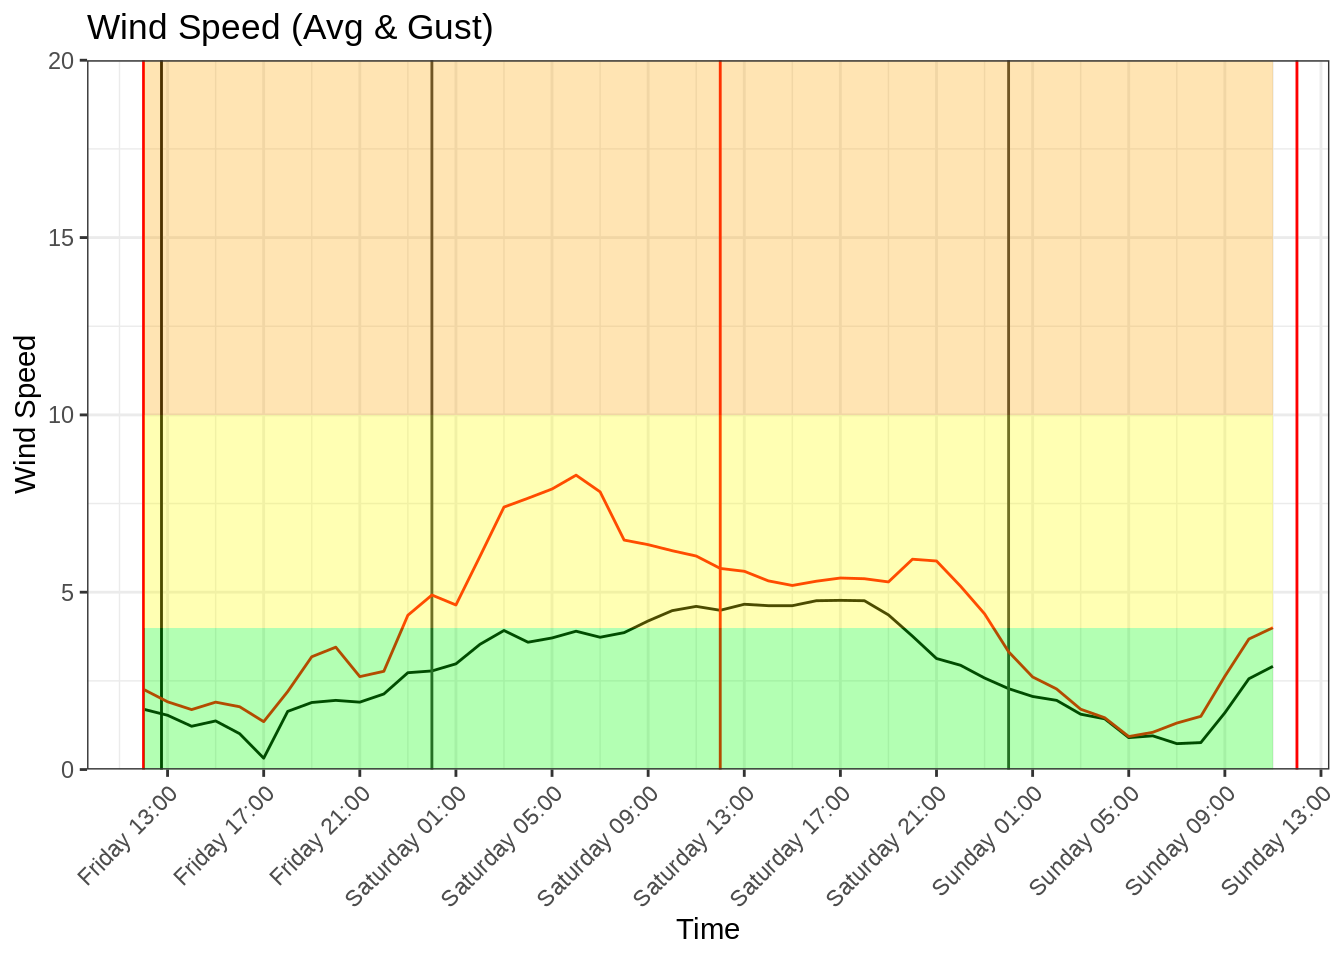 Wind Speed (Avg & Gust)
20
15
10
5
0
Wind Speed
Friday 13:00
Friday 17:00
Friday 21:00
Saturday 01:00
Saturday 05:00
Saturday 09:00
Saturday 13:00
Saturday 17:00
Saturday 21:00
Sunday 01:00
Sunday 05:00
Sunday 09:00
Sunday 13:00
Time